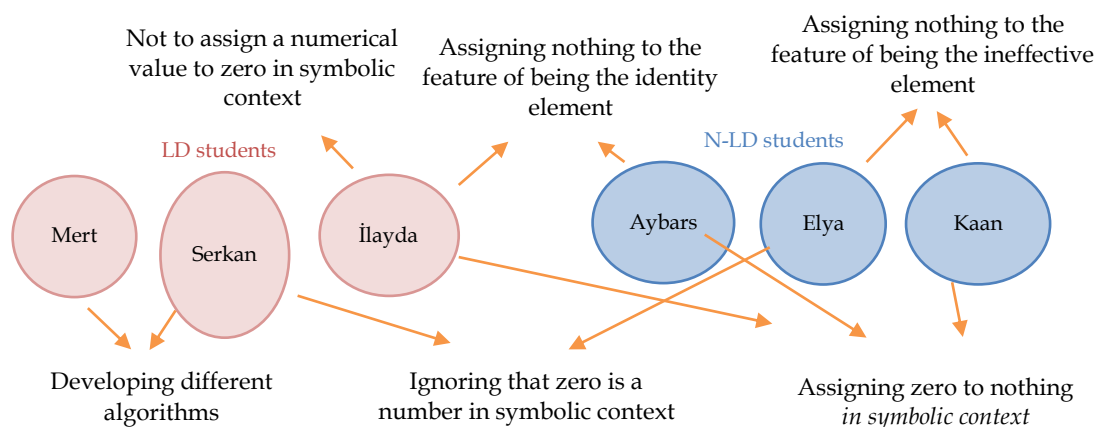 Not to assign a numerical
value to zero in symbolic
context
Assigning nothing to the
feature of being the identity
element
Assigning nothing to the
feature of being the ineffective
element
LD students
N-LD students
Mert
Serkan
İlayda
Aybars
Elya
Kaan
Developing different
algorithms
Ignoring that zero is a
number in symbolic context
Assigning zero to nothing
in symbolic context